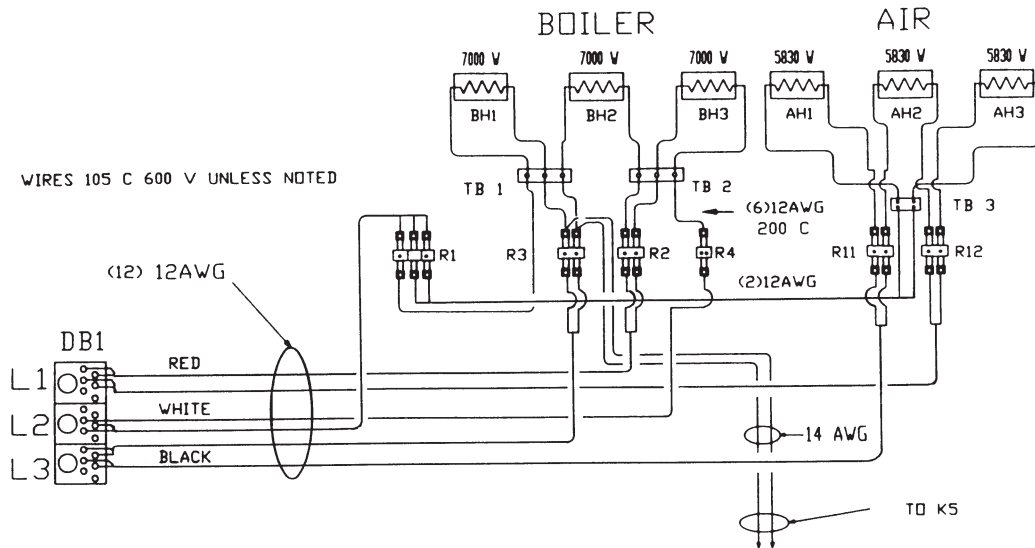 BOILER
AIR
7000 W
7000 W
7000 W
5830 W
5830 W
5830 W
BH1
BH2
BH3
AH1
AH2
AH3
WIRES 105 C 600 V UNLESS NOTED
TB 1
TB 2
TB 3
(6)12AWG
200 C
R1
R3
R2
R4
R11
R12
(12) 12AWG
(2)12AWG
DB1
L1
RED
L2
WHITE
L3
BLACK
14 AWG
TO K5